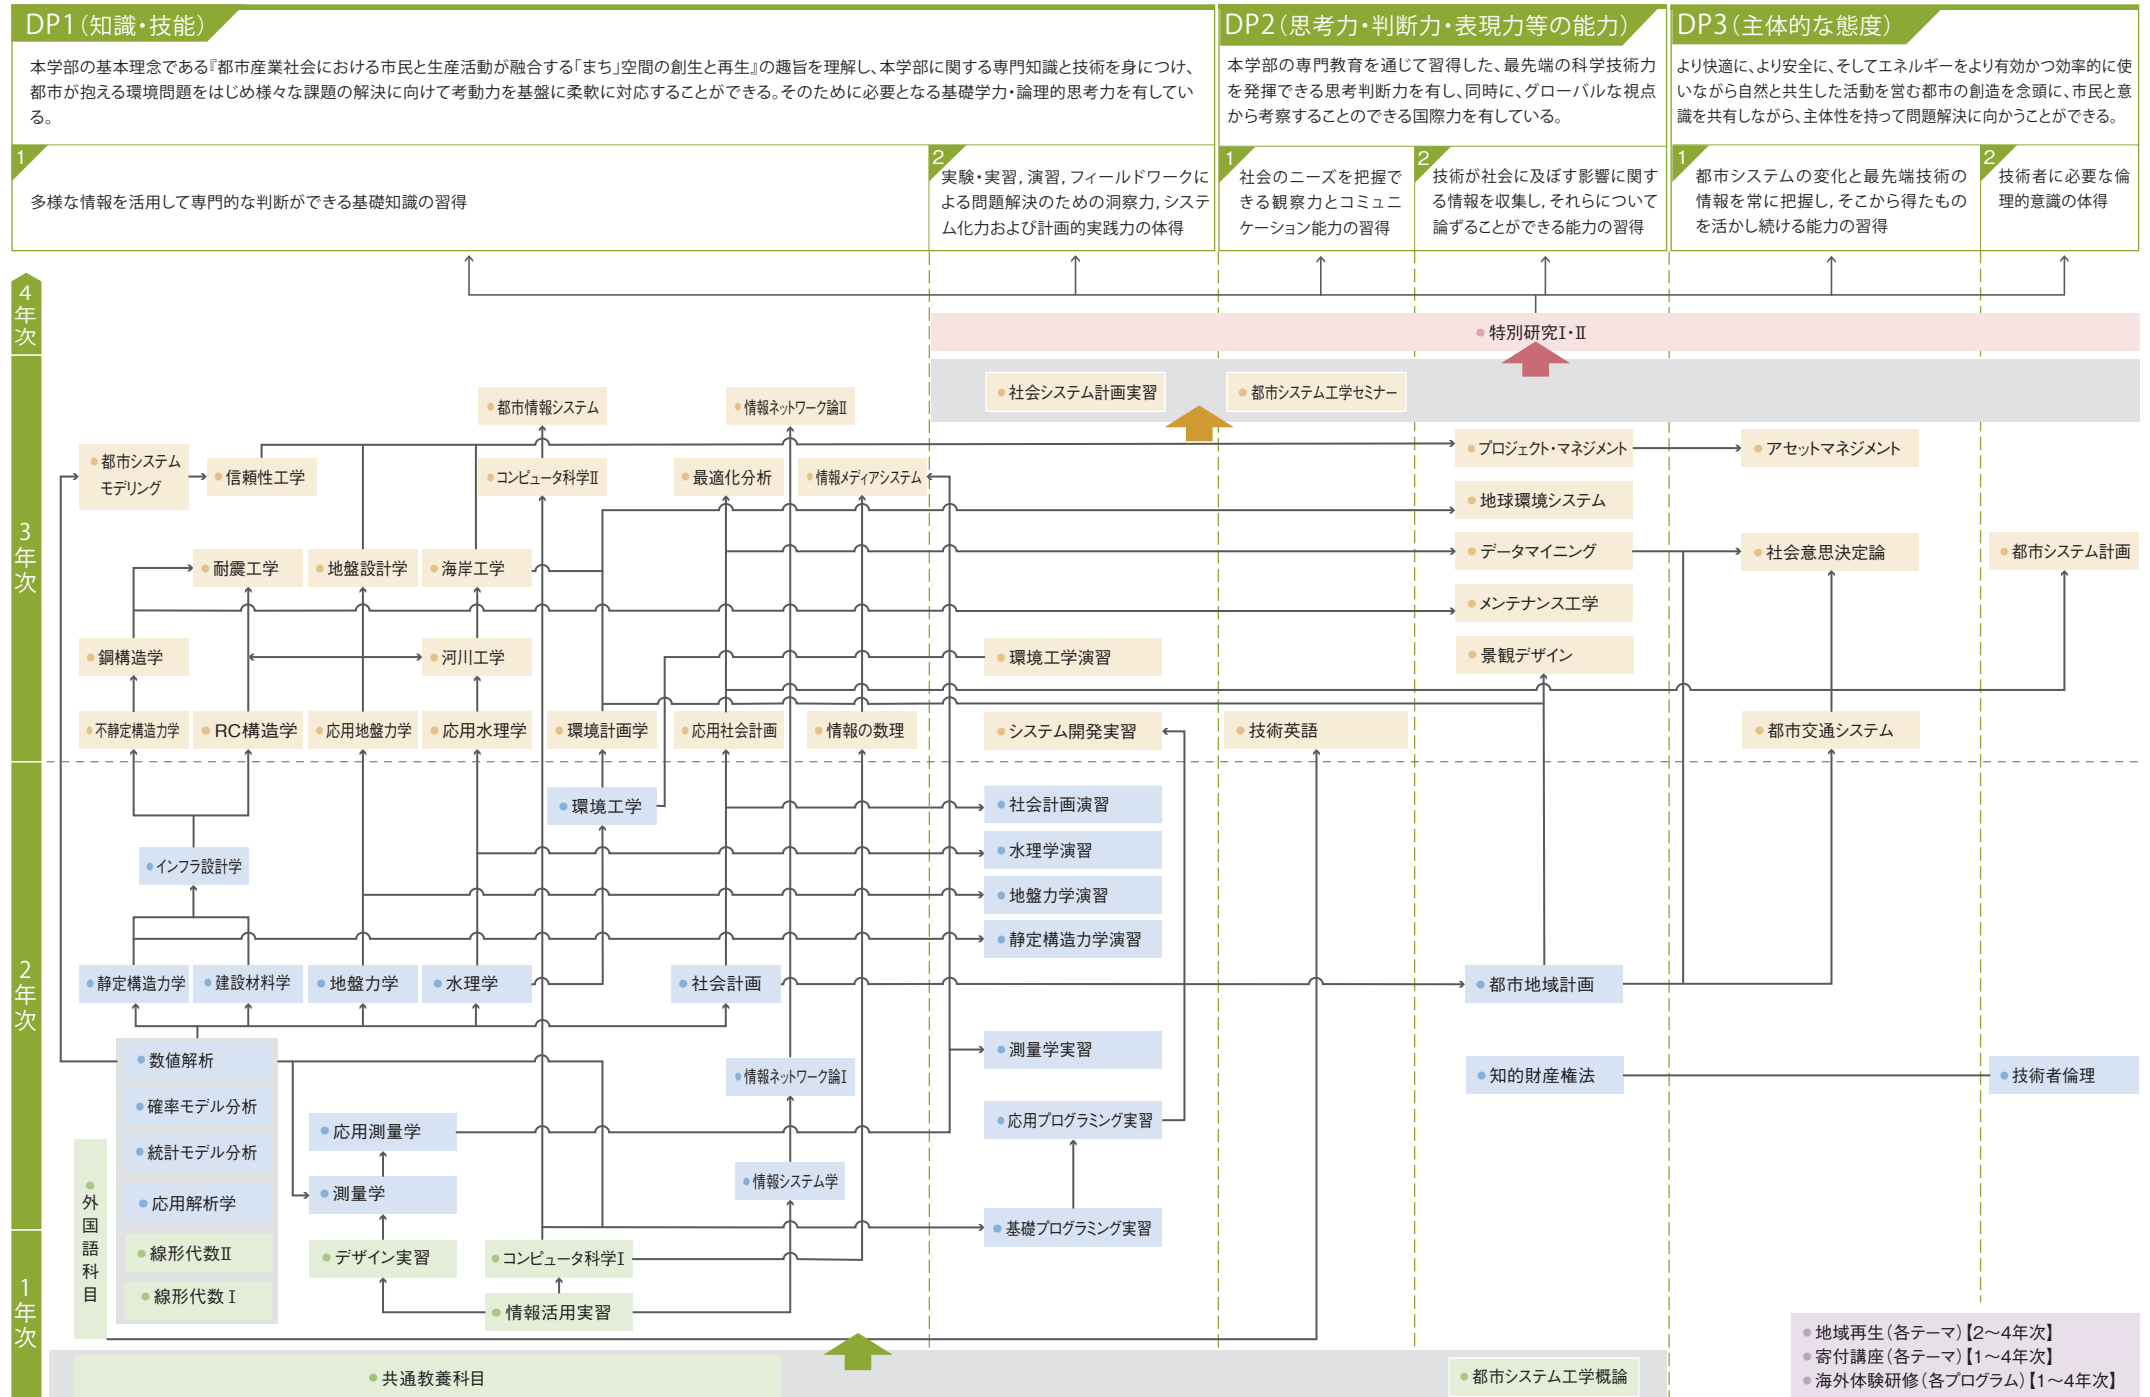 DP1(知識・技能)
本学部の基本理念である『都市産業社会における市民と生産活動が融合する「まち」空間の創生と再生』の趣旨を理解し、本学部に関する専門知識と技術を身につけ、
都市が抱える環境問題をはじめ様々な課題の解決に向けて考動力を基盤に柔軟に対応することができる。そのために必要となる基礎学力・論理的思考力を有してい
る。
DP2(思考力・判断力・表現力等の能力)
本学部の専門教育を通じて習得した、最先端の科学技術力
を発揮できる思考判断力を有し、同時に、グローバルな視点
から考察することのできる国際力を有している。
DP3(主体的な態度)
より快適に、より安全に、そしてエネルギーをより有効かつ効率的に使
いながら自然と共生した活動を営む都市の創造を念頭に、市民と意
識を共有しながら、主体性を持って問題解決に向かうことができる。
1
多様な情報を活用して専門的な判断ができる基礎知識の習得
2
実験・実習, 演習, フィールドワークに
よる問題解決のための洞察力, システ
ム化力および計画的実践力の体得
1
社会のニーズを把握で
きる観察力とコミュニ
ケーション能力の習得
2
技術が社会に及ぼす影響に関す
る情報を収集し, それらについて
論ずることができる能力の習得
1
都市システムの変化と最先端技術の
情報を常に把握し, そこから得たもの
を活かし続ける能力の習得
2
技術者に必要な倫
理的意識の体得
4年次
● 特別研究Ⅰ・Ⅱ
3年次
● 社会システム計画実習
● 都市システム工学セミナー
● 都市情報システム
● 情報ネットワーク論Ⅱ
● プロジェクト・マネジメント
● アセットマネジメント
● 都市システム
モデリング
● 信頼性工学
● コンピュータ科学Ⅱ
● 最適化分析
● 情報メディアシステム
● 地球環境システム
● 耐震工学
● 地盤設計学
● 海岸工学
● データマイニング
● 社会意思決定論
● 都市システム計画
● メンテナンス工学
● 鋼構造学
● 河川工学
● 環境工学演習
● 景観デザイン
● 不静定構造力学
● RC構造学
● 応用地盤力学
● 応用水理学
● 環境計画学
● 応用社会計画
● 情報の数理
● システム開発実習
● 技術英語
● 都市交通システム
2年次
● 環境工学
● 社会計画演習
● インフラ設計学
● 水理学演習
● 地盤力学演習
● 静定構造力学演習
● 静定構造力学
● 建設材料学
● 地盤力学
● 水理学
● 社会計画
● 都市地域計画
● 数値解析
● 情報ネットワーク論Ⅰ
● 測量学実習
● 知的財産権法
● 技術者倫理
● 確率モデル分析
● 応用測量学
● 応用プログラミング実習
● 統計モデル分析
● 応用解析学
● 測量学
● 情報システム学
● 基礎プログラミング実習
1年次
● 外国語科目
● 線形代数Ⅱ
● デザイン実習
● コンピュータ科学Ⅰ
● 線形代数Ⅰ
● 情報活用実習
● 共通教養科目
● 都市システム工学概論
● 地域再生(各テーマ)【2〜4年次】
● 寄付講座(各テーマ)【1〜4年次】
● 海外体験研修(各プログラム)【1〜4年次】